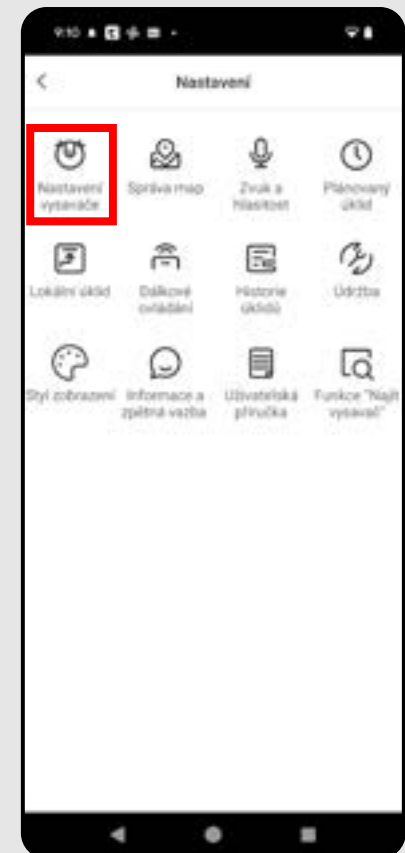 9:10
Nastavení
Nastavení
vysavače
Správa map
Zvuk a
hlasitost
Plánovaný
úklid
Lokální úklid
Dálkové
ovládání
Historie
úklidů
Údržba
Styl zobrazení
Informace a
zpětná vazba
Uživatelská
příručka
Funkce "Najít
vysavač"